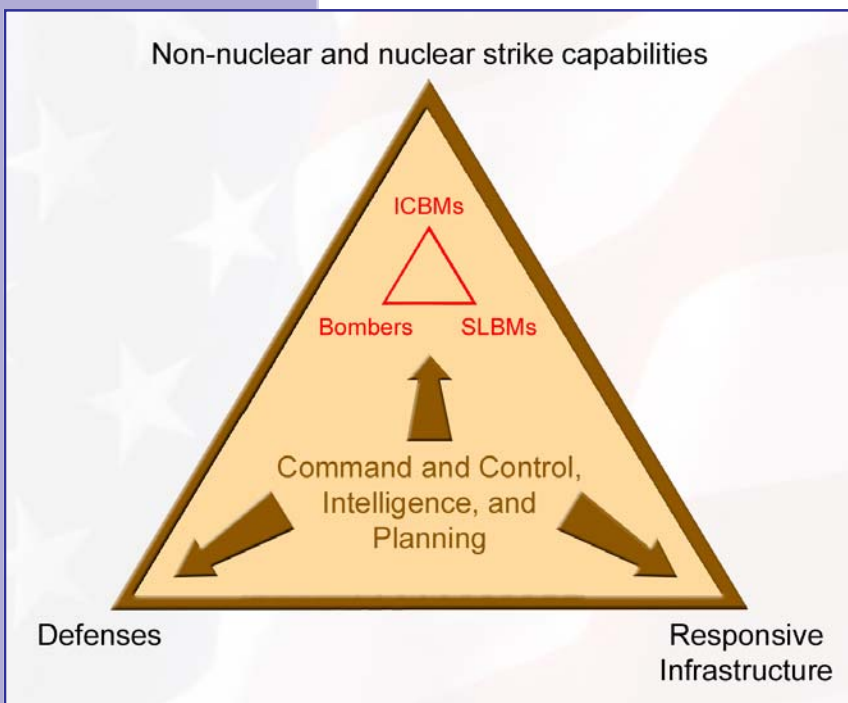 Non-nuclear and nuclear strike capabilities
ICBMs
Bombers SLBMs
Command and Control,
Intelligence, and
Planning
Defenses
Responsive
Infrastructure